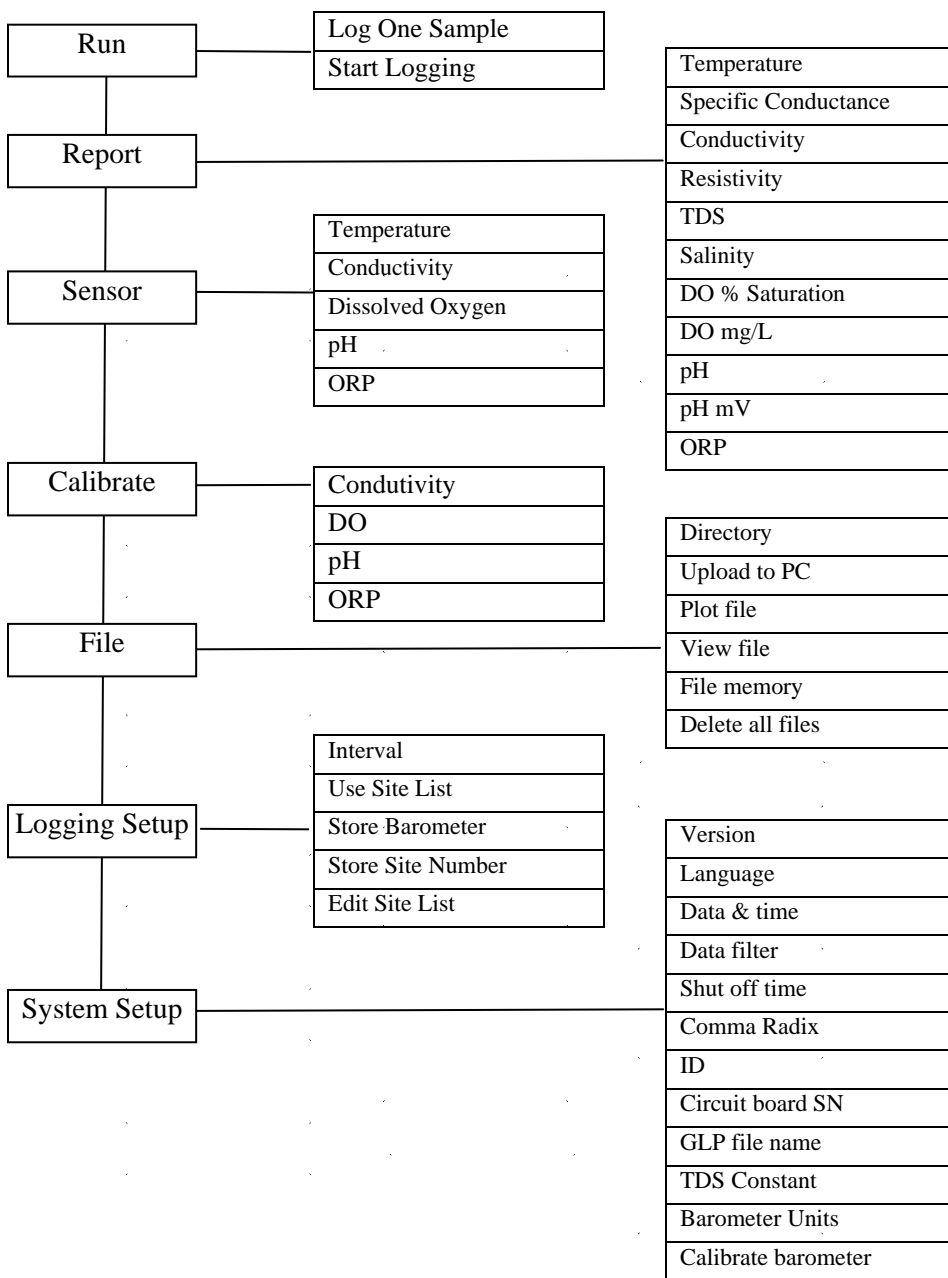 Run
Log One Sample
Start Logging
Report
Temperature
Specific Conductance
Conductivity
Resistivity
TDS
Salinity
DO % Saturation
DO mg/L
pH
pH mV
ORP
Sensor
Temperature
Conductivity
Dissolved Oxygen
pH
ORP
Calibrate
Condutivity
DO
pH
ORP
File
Directory
Upload to PC
Plot file
View file
File memory
Delete all files
Logging Setup
Interval
Use Site List
Store Barometer
Store Site Number
Edit Site List
System Setup
Version
Language
Data & time
Data filter
Shut off time
Comma Radix
ID
Circuit board SN
GLP file name
TDS Constant
Barometer Units
Calibrate barometer